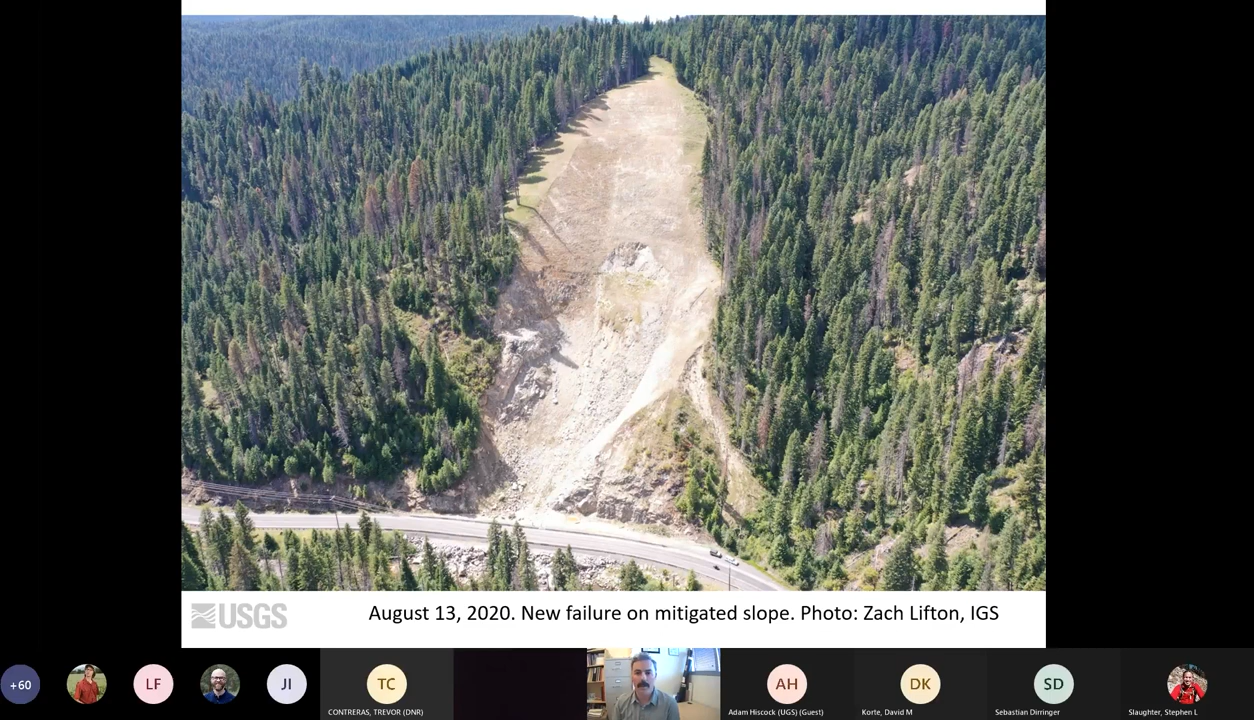 USGS
August 13, 2020. New failure on mitigated slope. Photo: Zach Lifton, IGS
+60
LF
JI
TC
CONTRERAS, TREVOR (DNR)
AH
Adam Hiscock (UGS) (Guest)
DK
Korte, David M
SD
Sebastian Dirringer
Slaughter, Stephen L